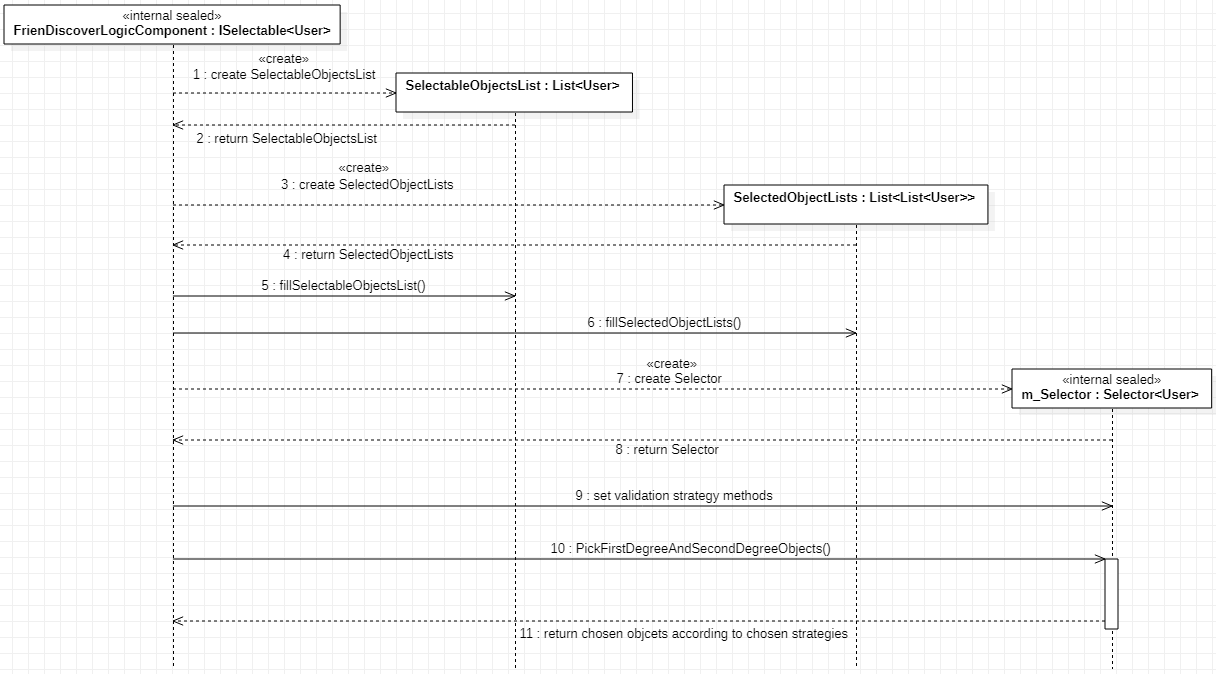 «internal sealed»
FrienDiscoverLogicComponent : ISelectable<User>
«create»
1 : create SelectableObjectsList
SelectableObjectsList : List<User>
2 : return SelectableObjectsList
«create»
3 : create SelectedObjectLists
SelectedObjectLists : List<List<User>>
4 : return SelectedObjectLists
5 : fillSelectableObjectsList()
6 : fillSelectedObjectLists()
«create»
7 : create Selector
«internal sealed»
m_Selector : Selector<User>
8 : return Selector
9 : set validation strategy methods
10 : PickFirstDegreeAndSecondDegreeObjects()
11 : return chosen objcets according to chosen strategies